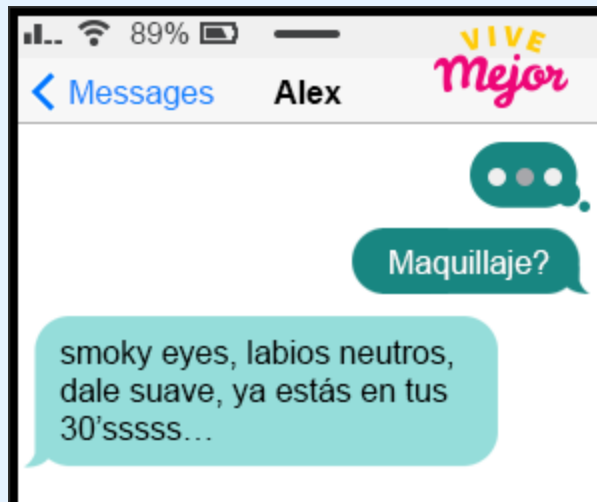 89%
VIVE
Mejor
Messages
Alex
Maquillaje?
smoky eyes, labios neutros,
dale suave, ya estás en tus
30'sssss...